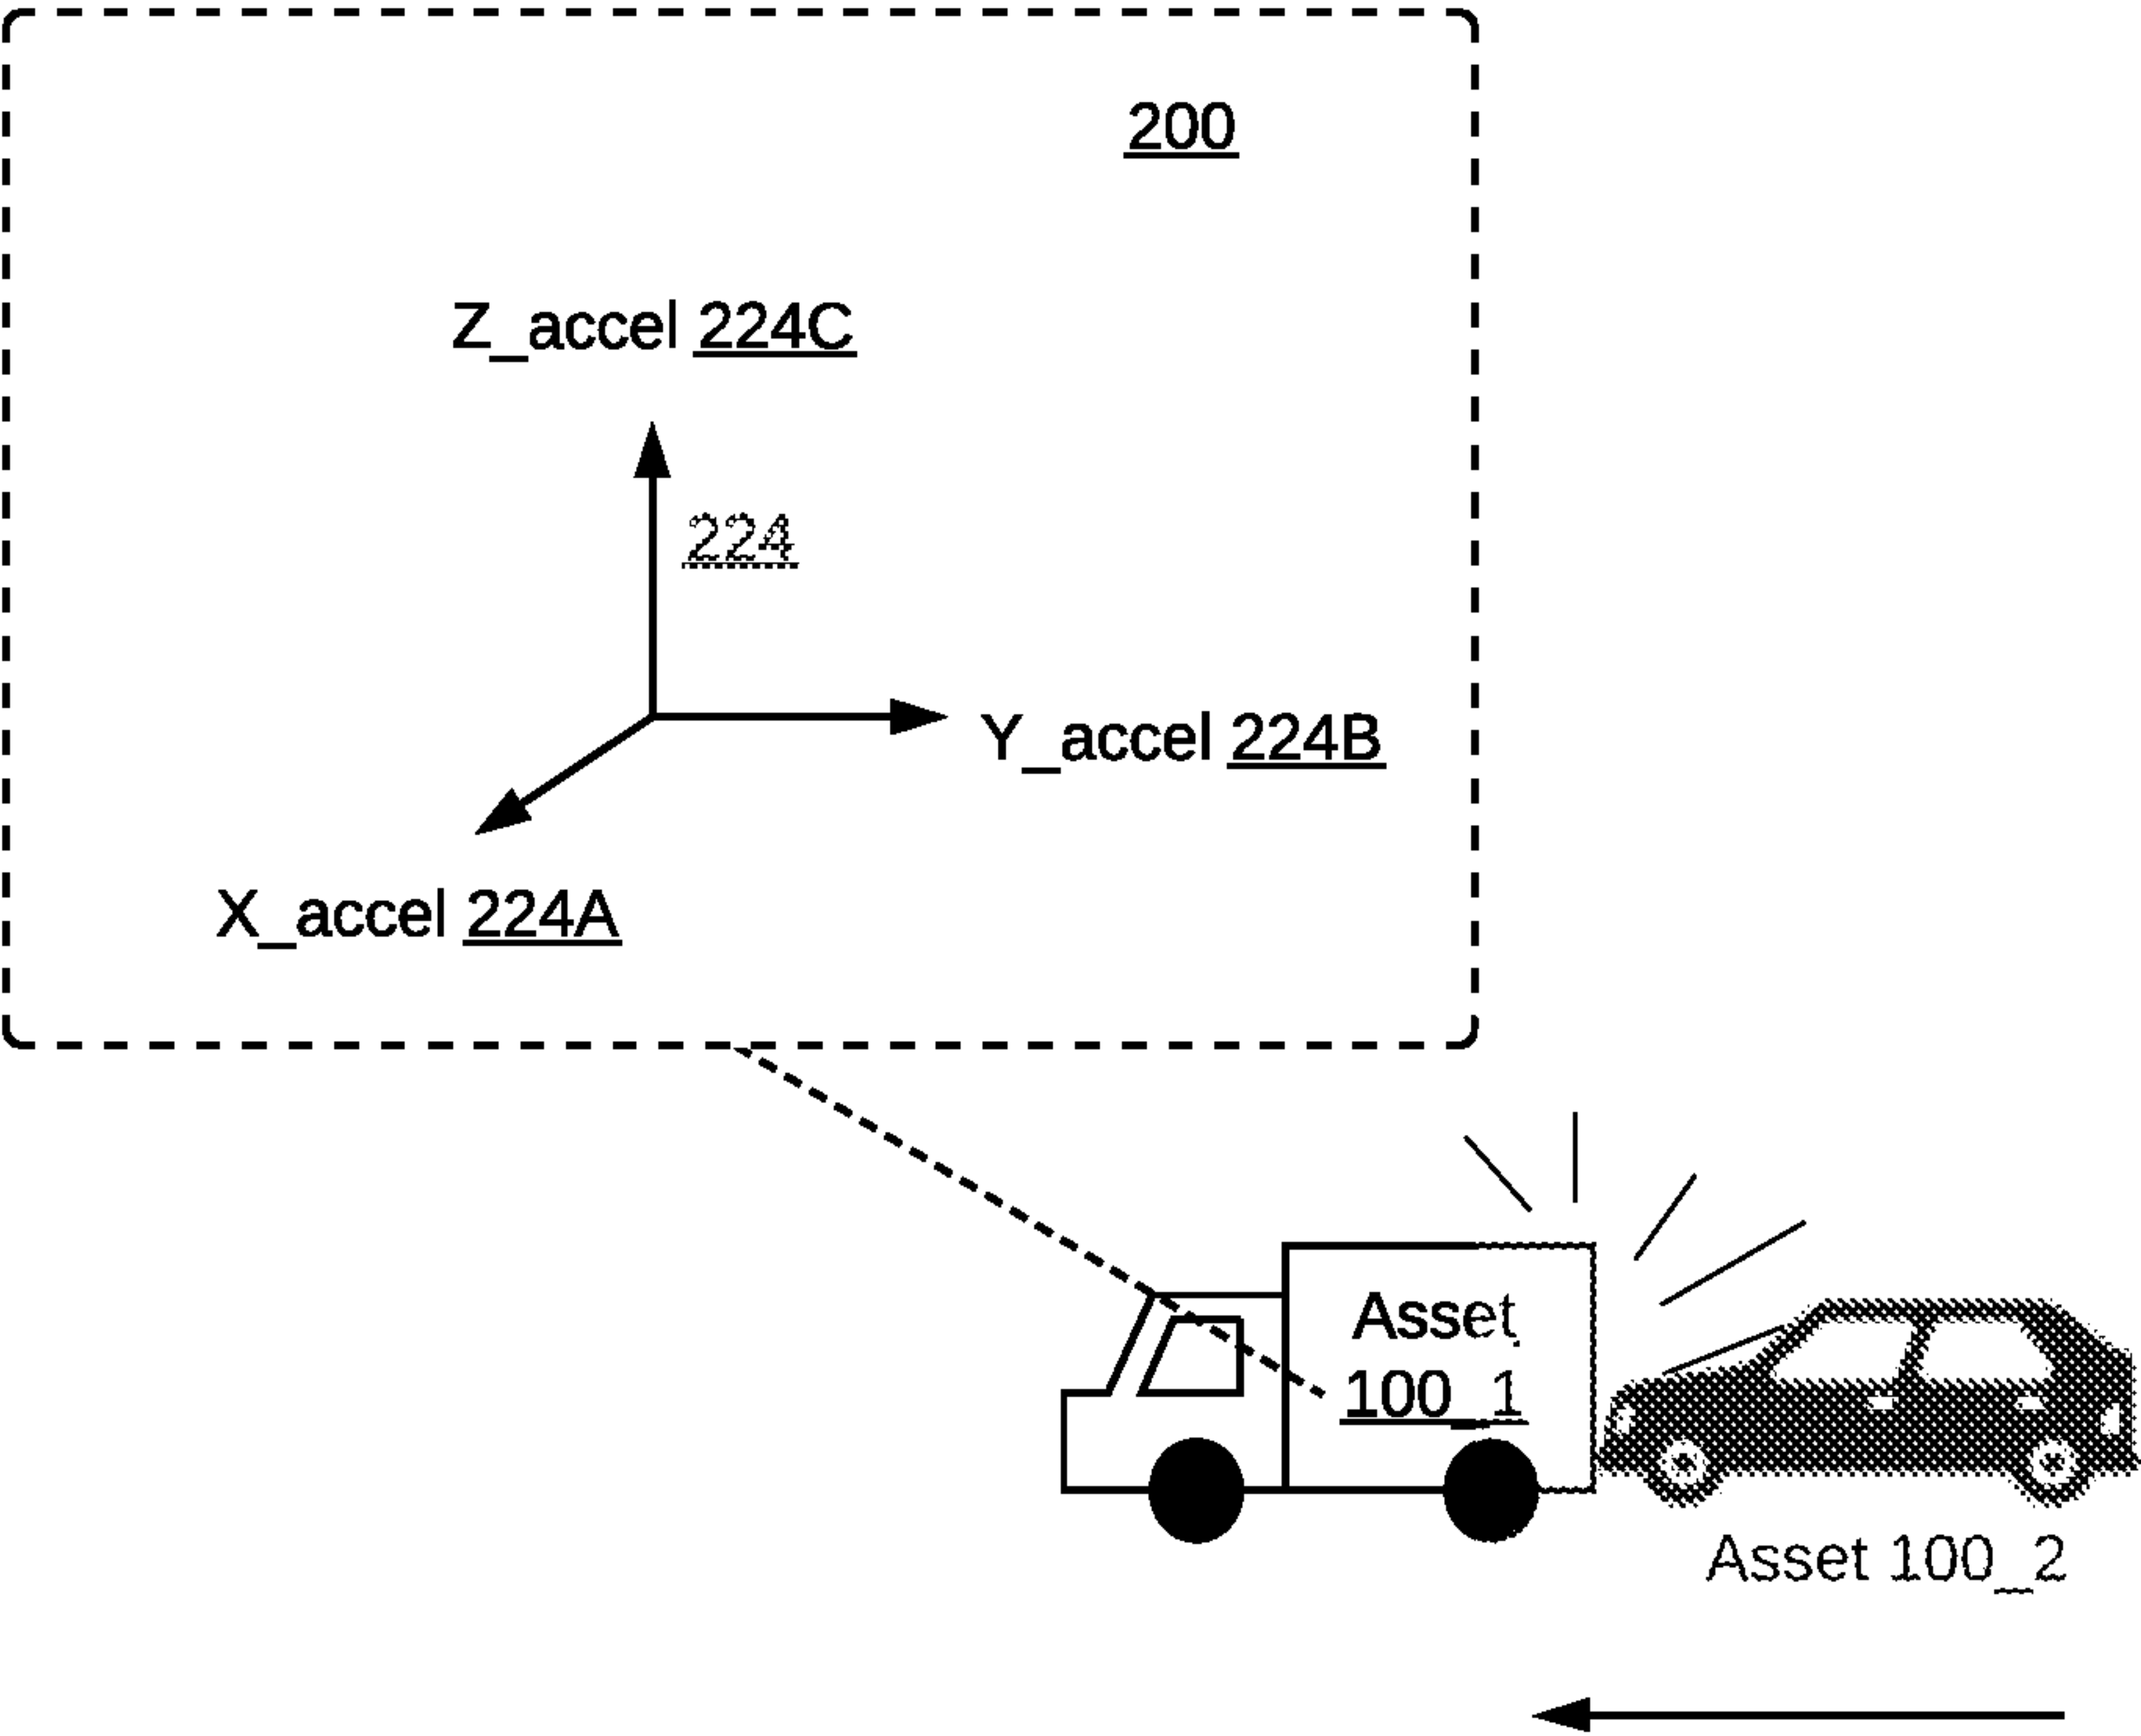 200
Z_accel 224C
224
Y_accel 224B
X_accel 224A
Asset
100_1
Asset 100_2